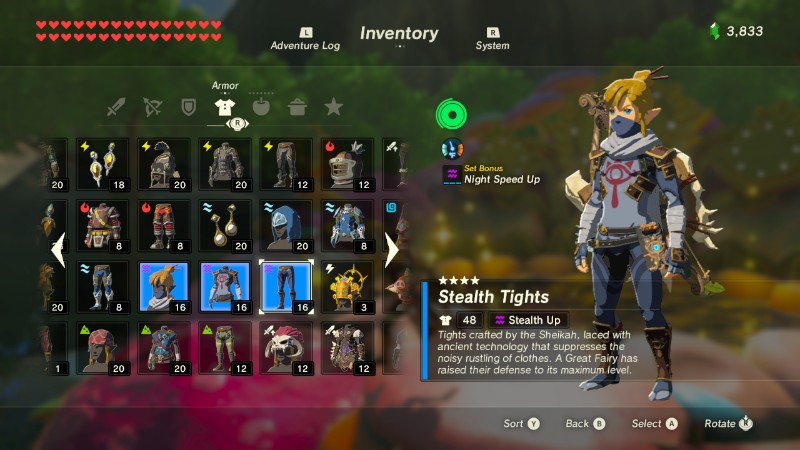 L
Adventure Log
Inventory
R
System
3,833
Armor
R
20 18 20 20 12 12
8 8 20 20 8
20 8 16 16 16 3
1 20 20 12 12 12
Set Bonus
Night Speed Up
Stealth Tights
48 Stealth Up
Tights crafted by the Sheikah, laced with
ancient technology that suppresses the
noisy rustling of clothes. A Great Fairy has
raised their defense to its maximum level.
Sort Y Back B Select A Rotate R